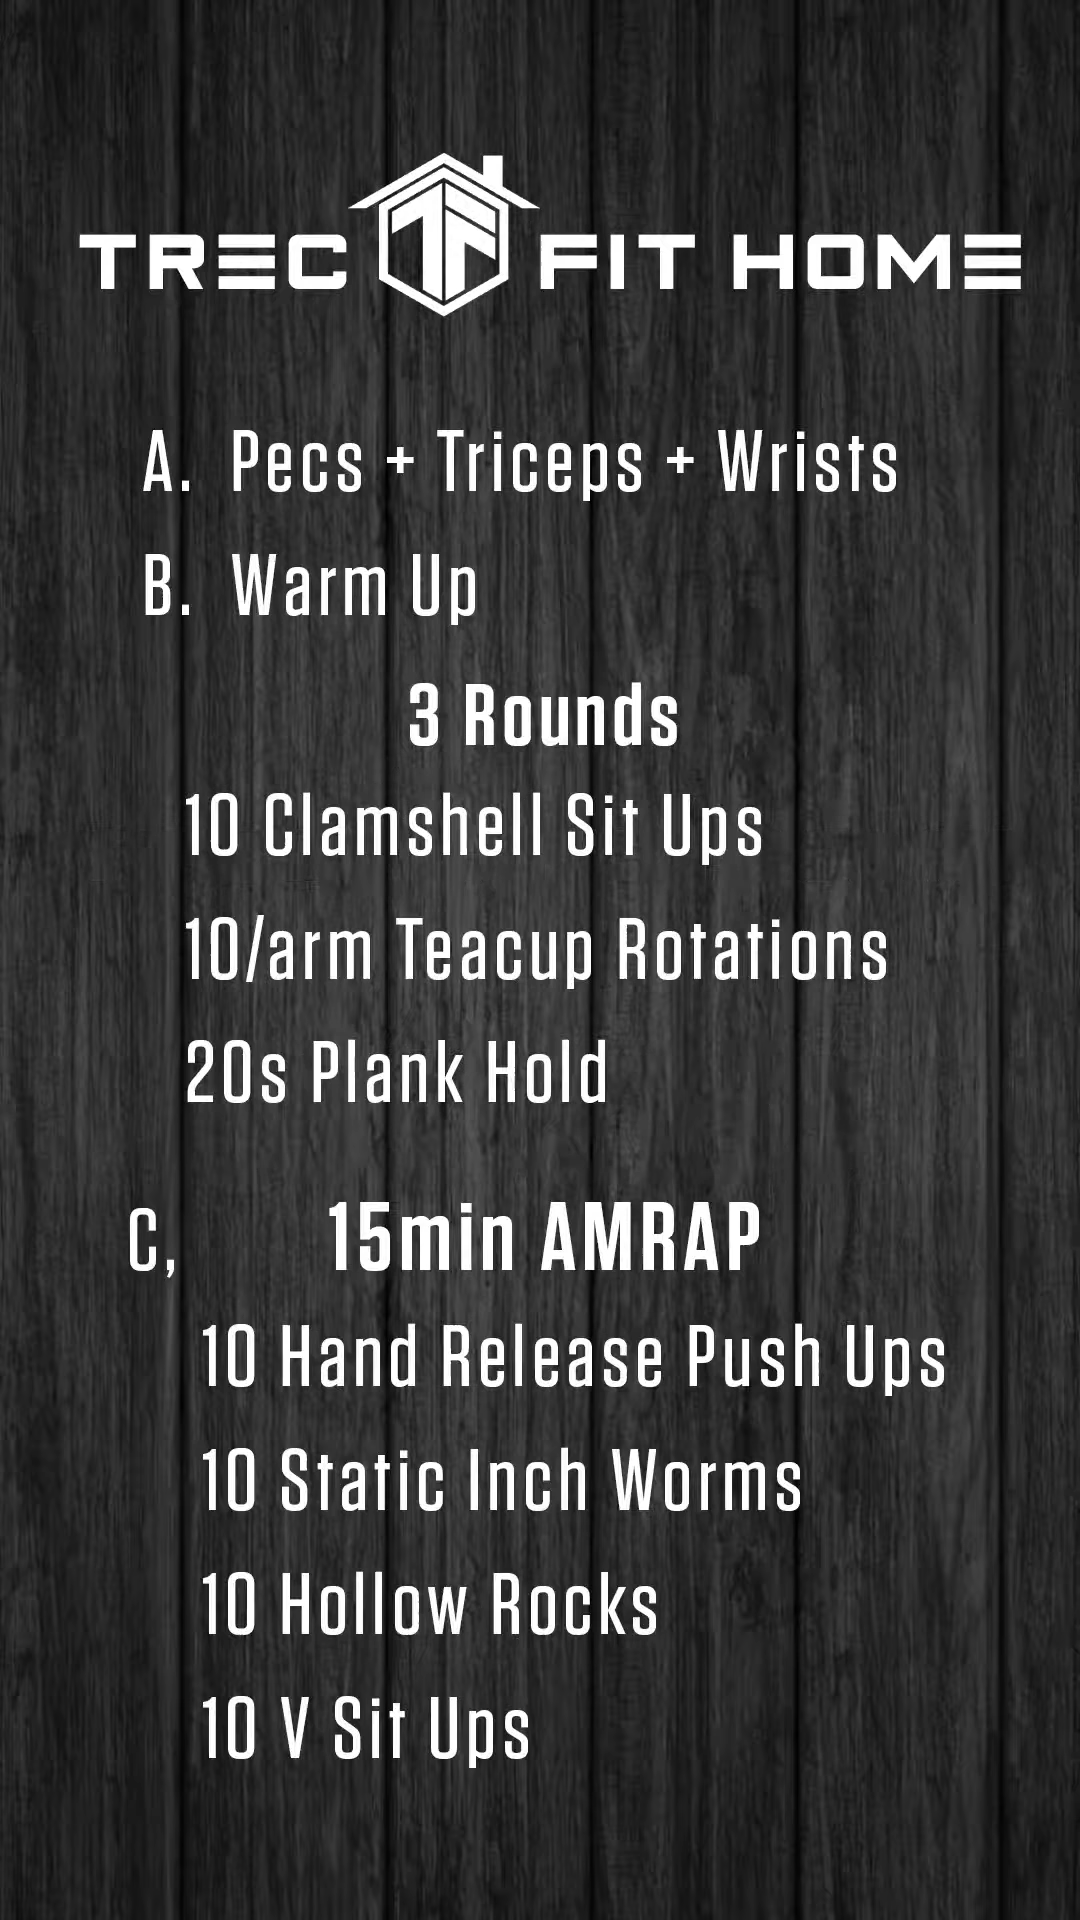 TREC FIT HOME
A. Pecs + Triceps + Wrists
B. Warm Up
3 Rounds
10 Clamshell Sit Ups
10/arm Teacup Rotations
20s Plank Hold
C, 15min AMRAP
10 Hand Release Push Ups
10 Static Inch Worms
10 Hollow Rocks
10 V Sit Ups